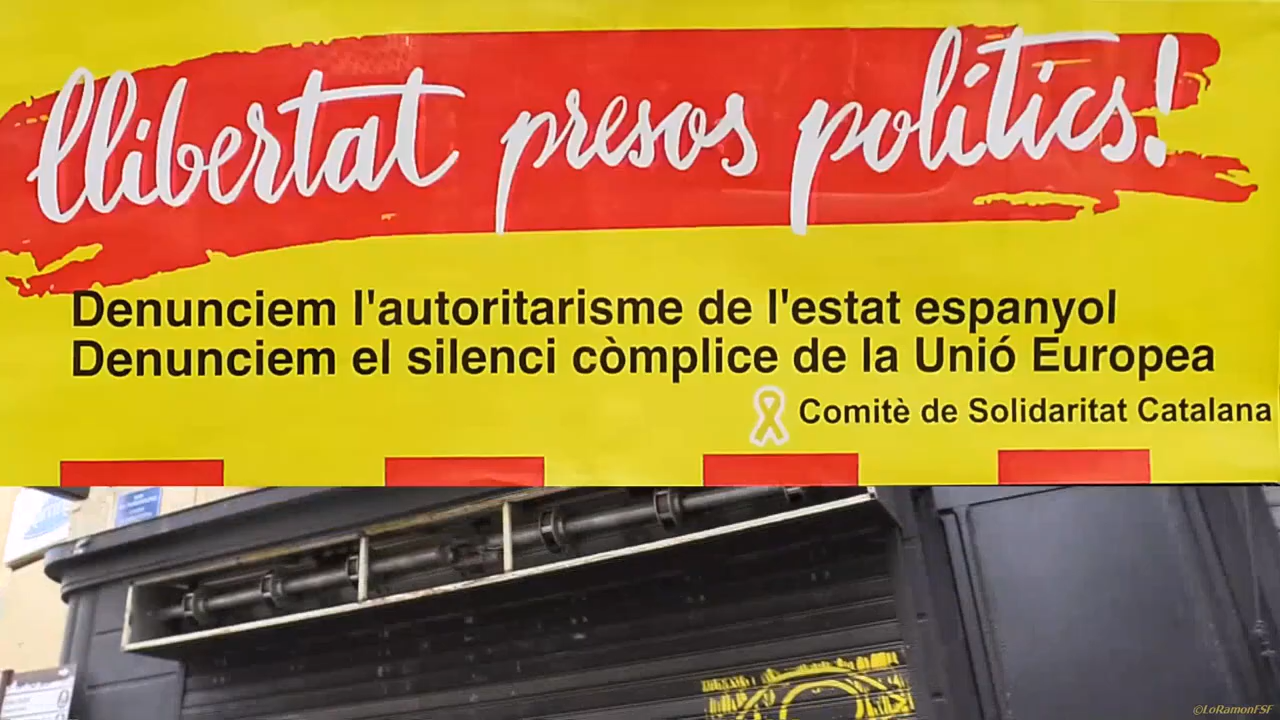 llibertat presos polítics!
Denunciem l'autoritarisme de l'estat espanyol
Denunciem el silenci còmplice de la Unió Europea
Comitè de Solidaritat Catalana
©LoRamonFSF